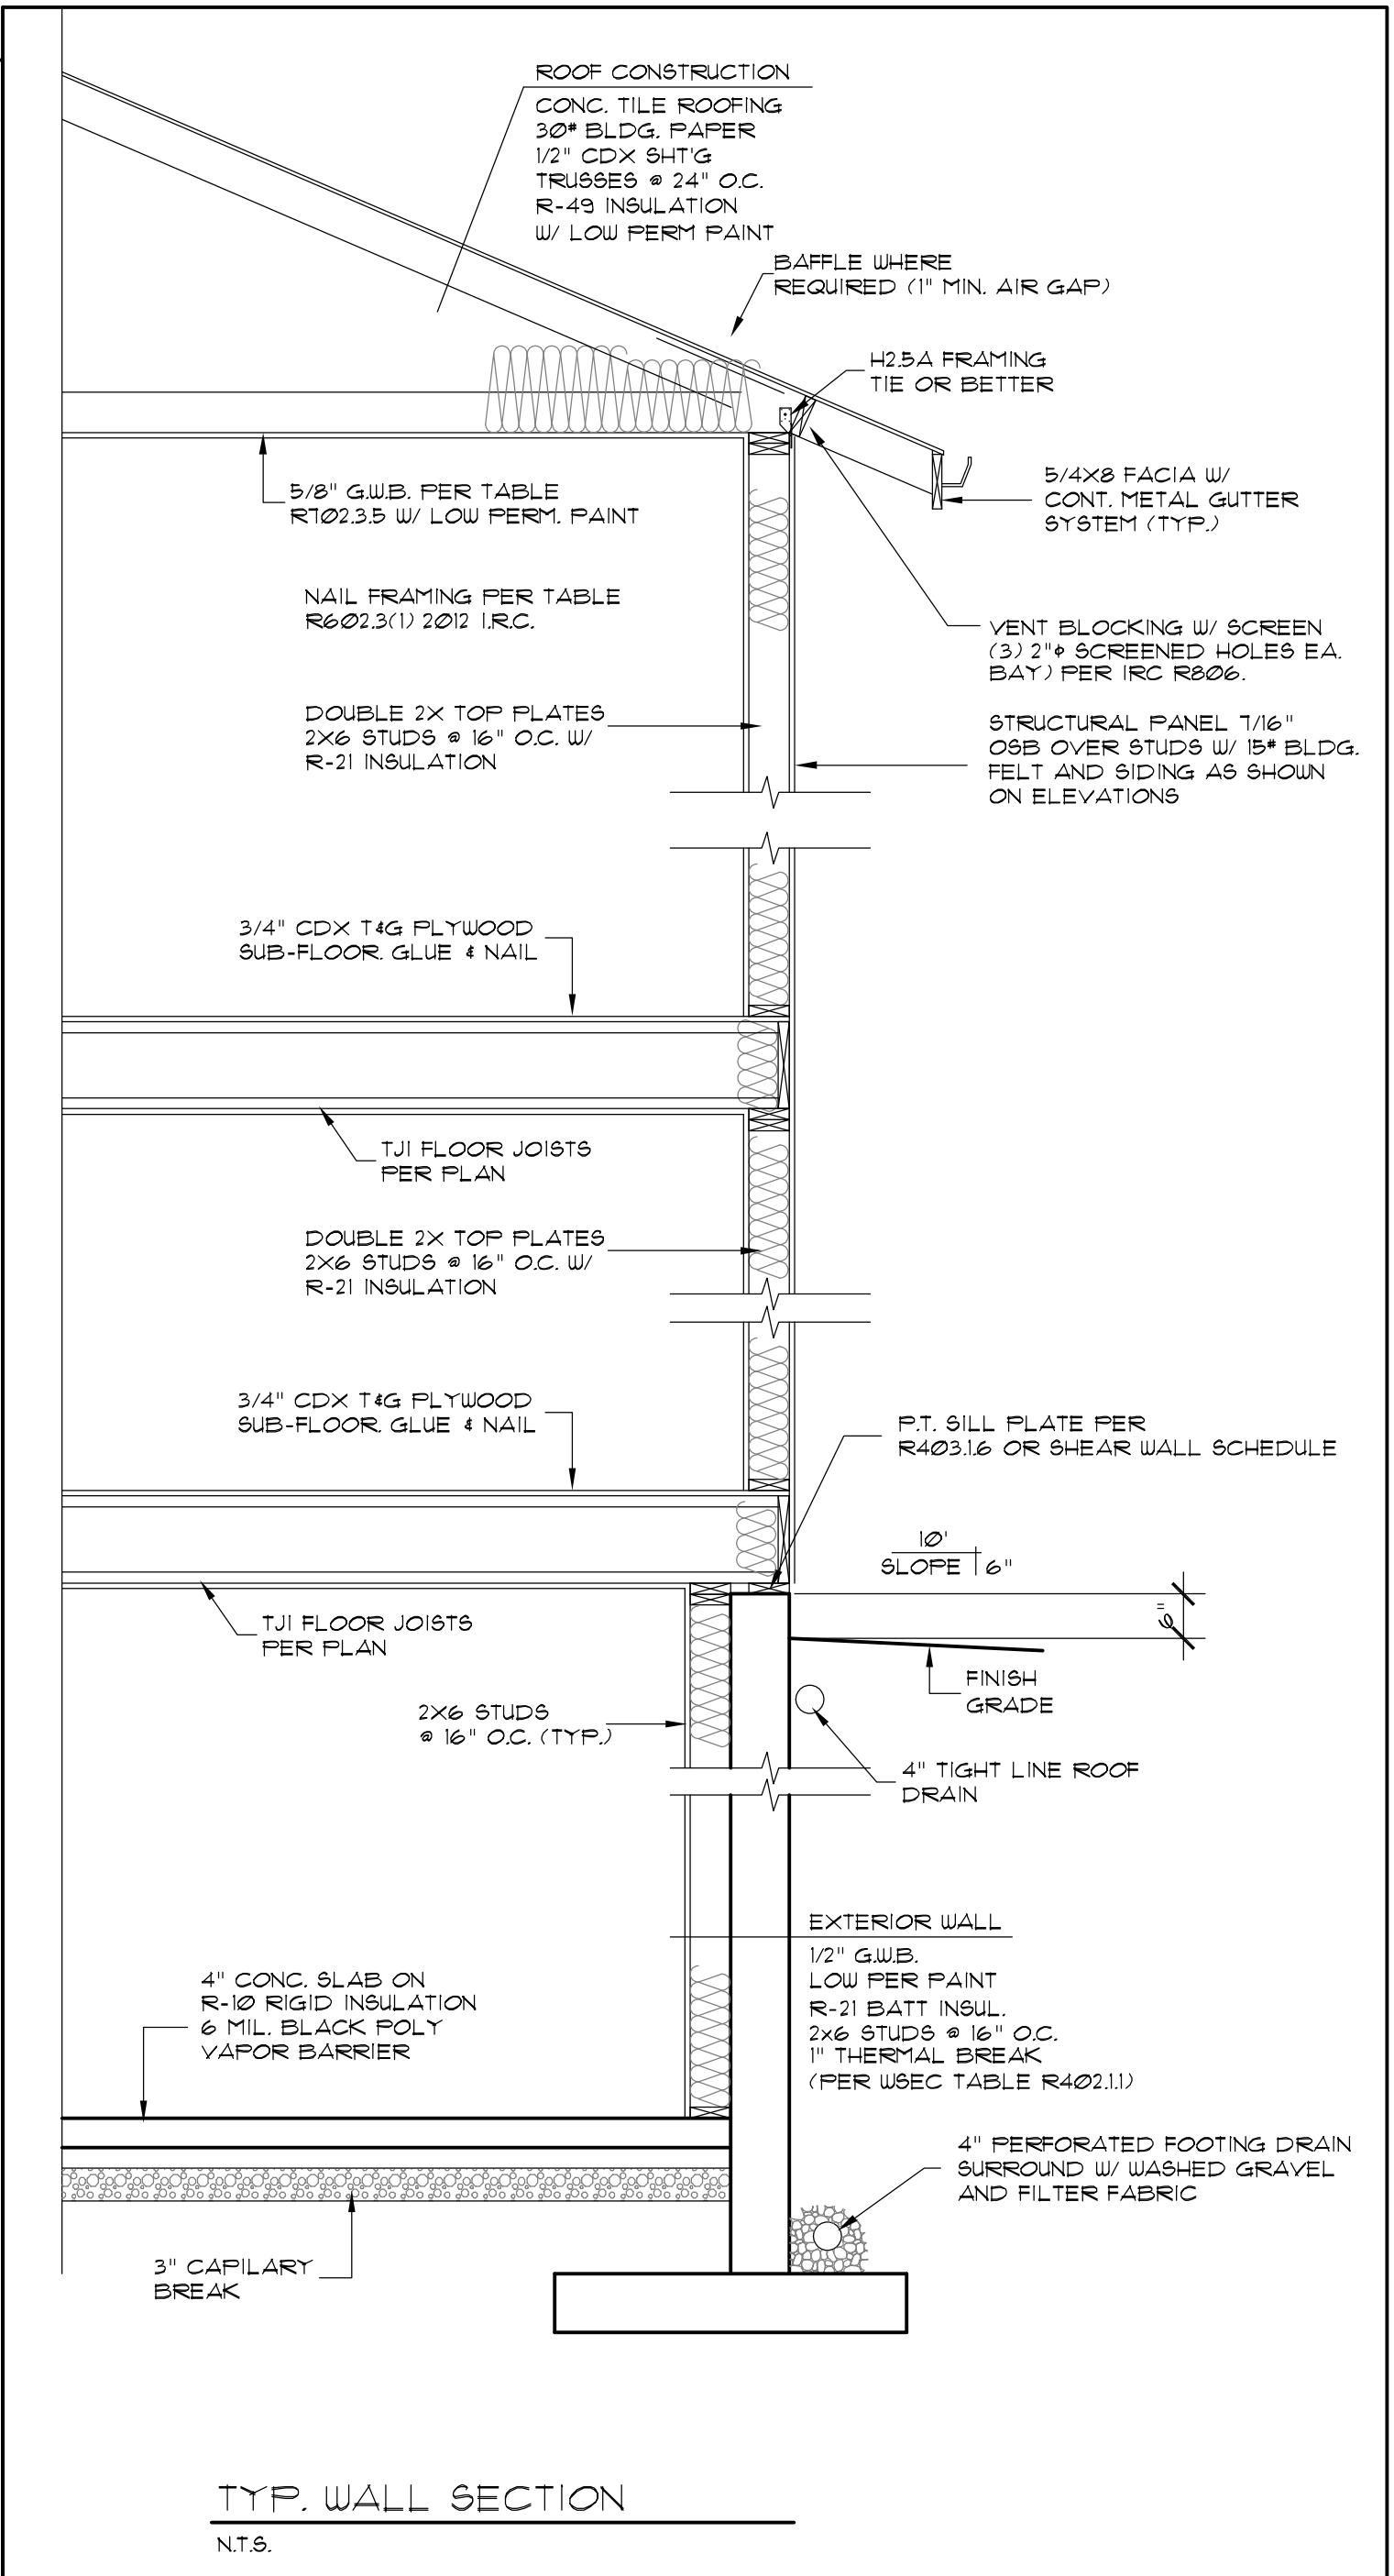 ROOF CONSTRUCTION
CONC. TILE ROOFING
30# BLDG. PAPER
1/2" CDX SHT'G
TRUSSES @ 24" O.C.
R-49 INSULATION
W/ LOW PERM PAINT
BAFFLE WHERE
REQUIRED (1" MIN. AIR GAP)
H2.5A FRAMING
TIE OR BETTER
5/4X8 FACIA W/
CONT. METAL GUTTER
SYSTEM (TYP.)
5/8" G.W.B. PER TABLE
R702.3.5 W/ LOW PERM. PAINT
NAIL FRAMING PER TABLE
R602.3(1) 2012 I.R.C.
VENT BLOCKING W/ SCREEN
(3) 2"ϕ SCREENED HOLES EA.
BAY) PER IRC R806.
DOUBLE 2X TOP PLATES
2X6 STUDS @ 16" O.C. W/
R-21 INSULATION
STRUCTURAL PANEL 7/16"
OSB OVER STUDS W/ 15# BLDG.
FELT AND SIDING AS SHOWN
ON ELEVATIONS
3/4" CDX T&G PLYWOOD
SUB-FLOOR. GLUE & NAIL
TJI FLOOR JOISTS
PER PLAN
DOUBLE 2X TOP PLATES
2X6 STUDS @ 16" O.C. W/
R-21 INSULATION
3/4" CDX T&G PLYWOOD
SUB-FLOOR. GLUE & NAIL
P.T. SILL PLATE PER
R403.1.6 OR SHEAR WALL SCHEDULE
10'
SLOPE 6"
6"
TJI FLOOR JOISTS
PER PLAN
FINISH
GRADE
2X6 STUDS
@ 16" O.C. (TYP.)
4" TIGHT LINE ROOF
DRAIN
EXTERIOR WALL
1/2" G.W.B.
LOW PER PAINT
R-21 BATT INSUL.
2x6 STUDS @ 16" O.C.
1" THERMAL BREAK
(PER WSEC TABLE R402.1.1)
4" CONC. SLAB ON
R-10 RIGID INSULATION
6 MIL. BLACK POLY
VAPOR BARRIER
4" PERFORATED FOOTING DRAIN
SURROUND W/ WASHED GRAVEL
AND FILTER FABRIC
3" CAPILARY
BREAK
TYP. WALL SECTION
N.T.S.